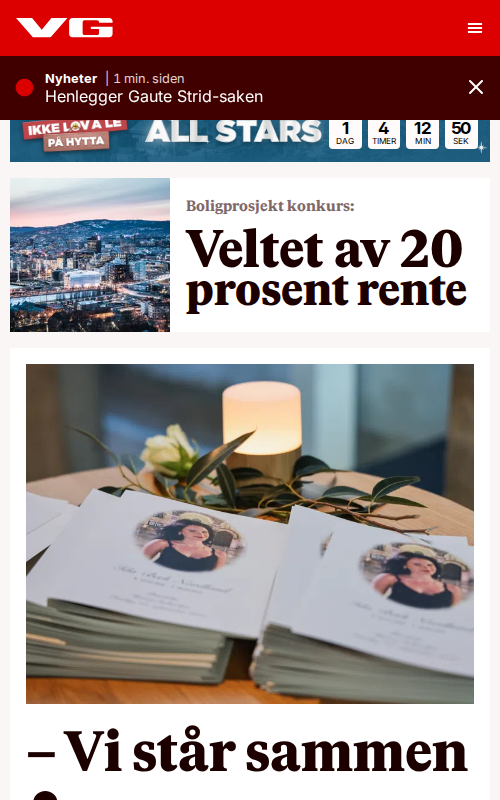 VG
Nyheter | 1 min. siden
Henlegger Gaute Strid-saken
IKKE LOV Å LE
PÅ HYTTA
ALL STARS
1 4 12 50
DAG TIMER MIN SEK
Boligprosjekt konkurs:
Veltet av 20
prosent rente
– Vi står sammen